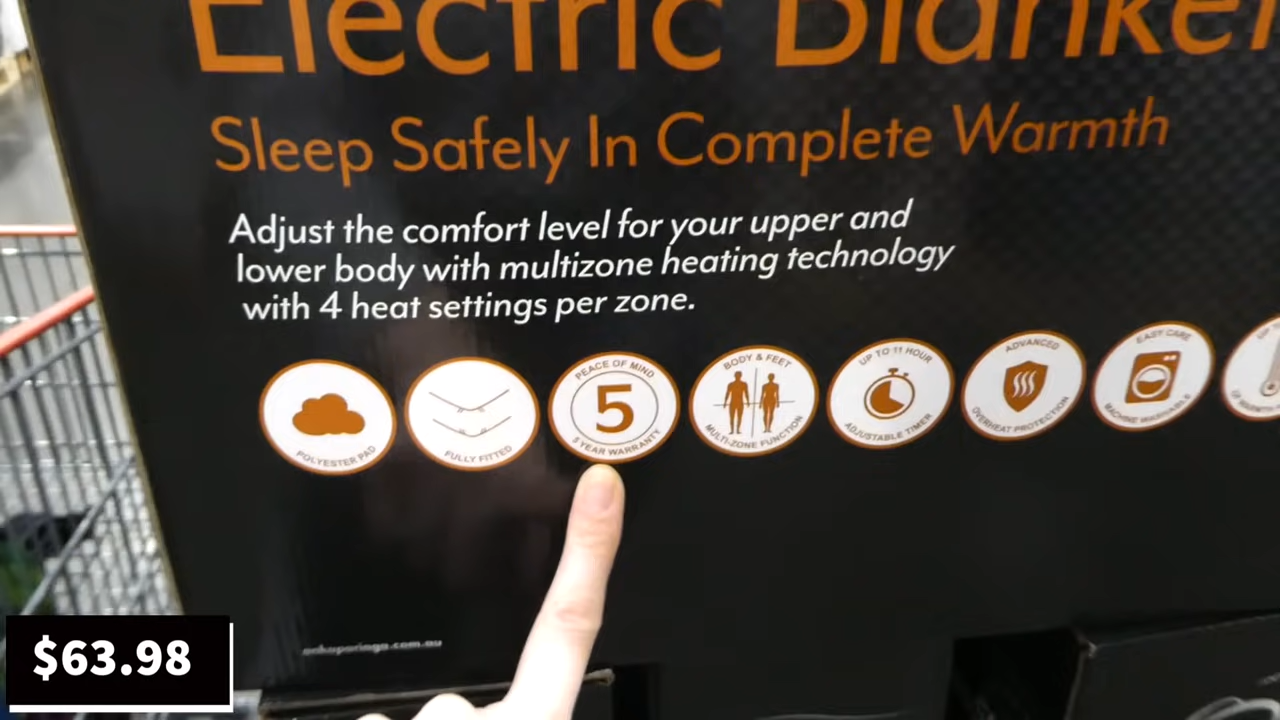 Electric Blanket
Sleep Safely In Complete Warmth
Adjust the comfort level for your upper and
lower body with multizone heating technology
with 4 heat settings per zone.
POLYESTER PAD
FULLY FITTED
PEACE OF MIND
5
5 YEAR WARRANTY
BODY & FEET
MULTI-ZONE FUNCTION
UP TO 11 HOUR
ADJUSTABLE TIMER
ADVANCED
OVERHEAT PROTECTION
EASY CARE
MACHINE WASHABLE
$63.98